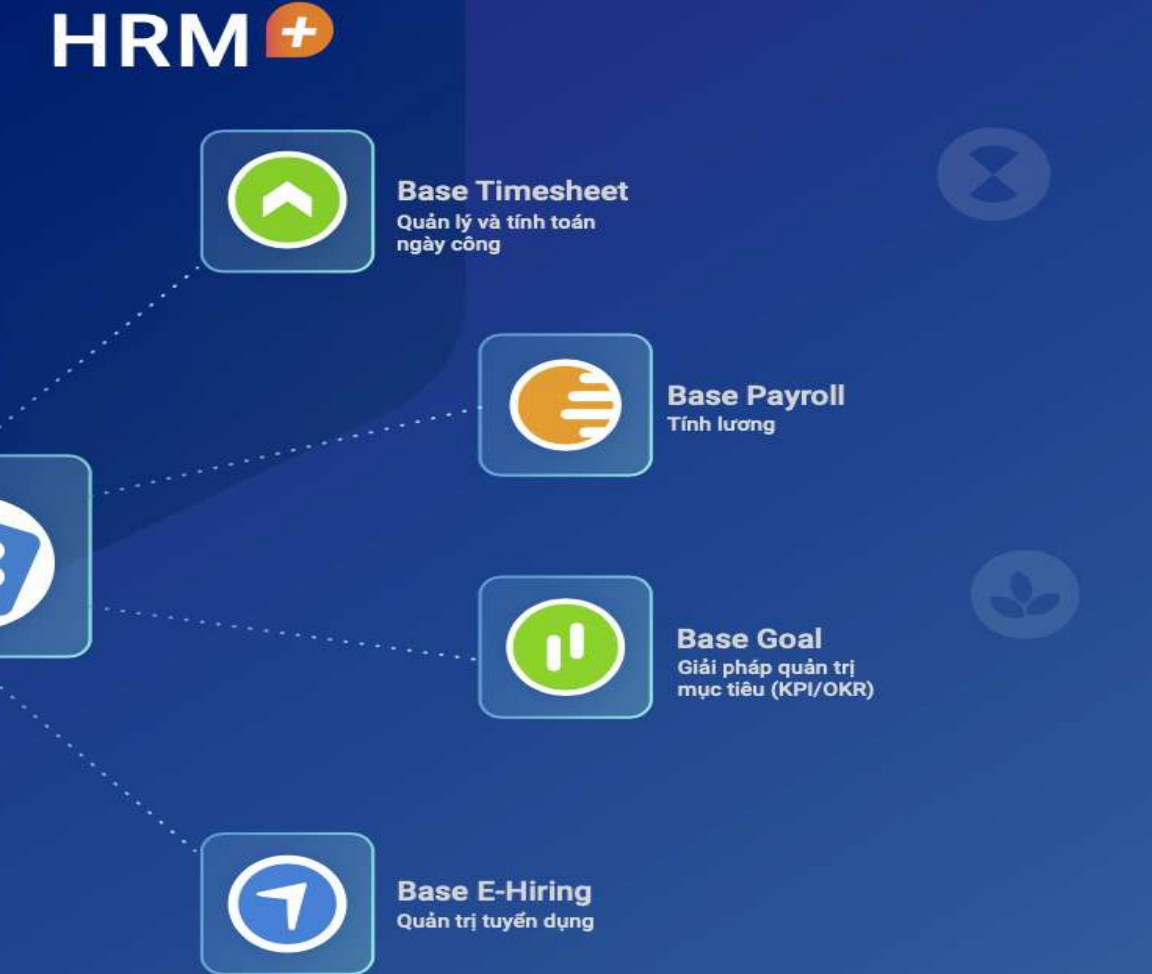 HRM+
Base Timesheet
Quản lý và tính toán
ngày công
Base Payroll
Tính lương
Base Goal
Giải pháp quản trị
mục tiêu (KPI/OKR)
Base E-Hiring
Quản trị tuyển dụng